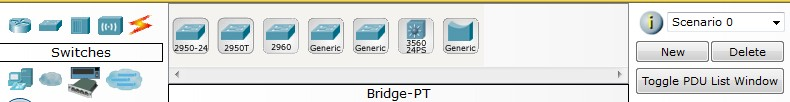 Switches
2950-24 2950T 2960 Generic Generic 3560 24PS Generic
Bridge-PT
Scenario 0
New Delete
Toggle PDU List Window